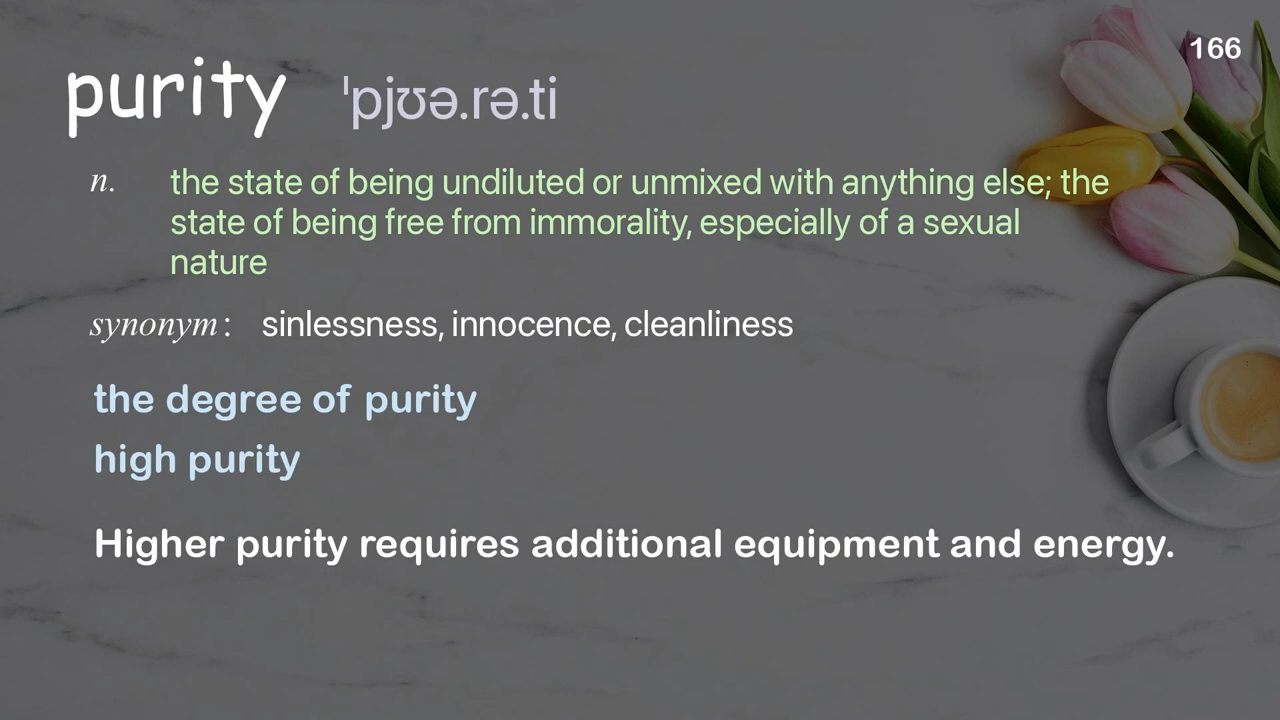 166
purity ˈpjʊə.rə.ti
n. the state of being undiluted or unmixed with anything else; the
state of being free from immorality, especially of a sexual
nature
synonym: sinlessness, innocence, cleanliness
the degree of purity
high purity
Higher purity requires additional equipment and energy.